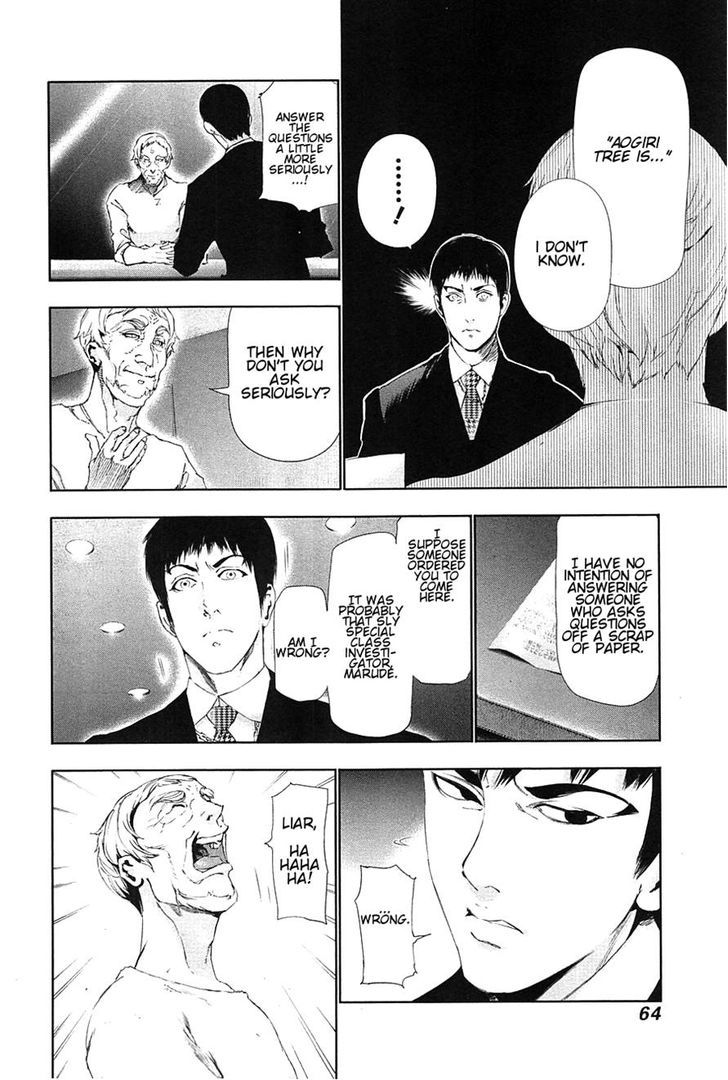 "AOGIRI
TREE IS..."
I DON'T
KNOW.
......!
ANSWER
THE
QUESTIONS
A LITTLE
MORE
SERIOUSLY
...!
THEN WHY
DON'T YOU
ASK
SERIOUSLY?
I HAVE NO
INTENTION OF
ANSWERING
SOMEONE
WHO ASKS
QUESTIONS
OFF A SCRAP
OF PAPER.
I
SUPPOSE
SOMEONE
ORDERED
YOU TO
COME
HERE.
IT WAS
PROBABLY
THAT SLY
SPECIAL
CLASS
INVESTI-
GATOR,
MARUDE.
AM I
WRONG?
WRÖNG.
LIAR,
HA
HAHA
HA!
64